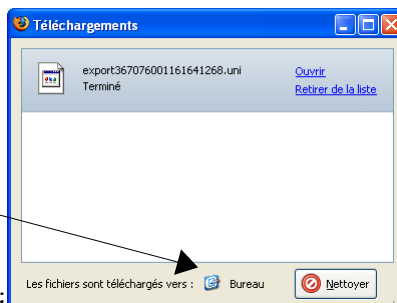 Téléchargements
export367076001161641268.uni
Ouvrir
Terminé
Retirer de la liste
Les fichiers sont téléchargés vers : Bureau
Nettoyer